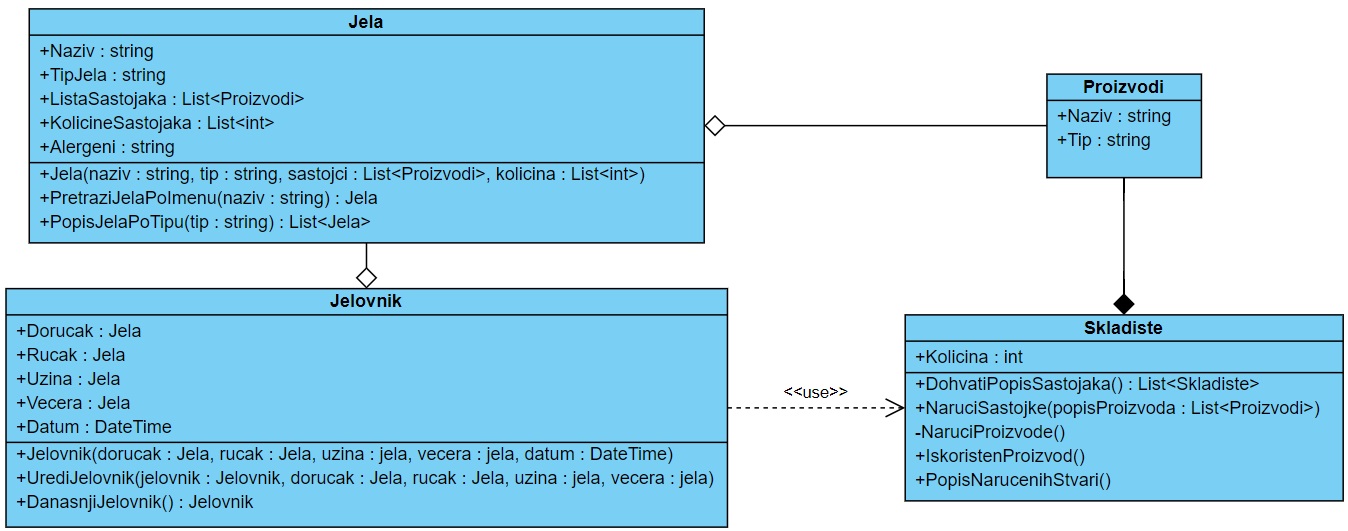 Jela
+Naziv : string
+TipJela : string
+ListaSastojaka : List<Proizvodi>
+KolicineSastojaka : List<int>
+Alergeni : string
+Jela(naziv : string, tip : string, sastojci : List<Proizvodi>, kolicina : List<int>)
+PretraziJelaPoImenu(naziv : string) : Jela
+PopisJelaPoTipu(tip : string) : List<Jela>
Proizvodi
+Naziv : string
+Tip : string
Jelovnik
+Dorucak : Jela
+Rucak : Jela
+Uzina : Jela
+Vecera : Jela
+Datum : DateTime
+Jelovnik(dorucak : Jela, rucak : Jela, uzina : jela, vecera : jela, datum : DateTime)
+UrediJelovnik(jelovnik : Jelovnik, dorucak : Jela, rucak : Jela, uzina : jela, vecera : jela)
+DanasnjiJelovnik() : Jelovnik
<<use>>
Skladiste
+Kolicina : int
+DohvatiPopisSastojaka() : List<Skladiste>
+NaruciSastojke(popisProizvoda : List<Proizvodi>)
-NaruciProizvode()
+IskoristenProizvod()
+PopisNarucenihStvari()